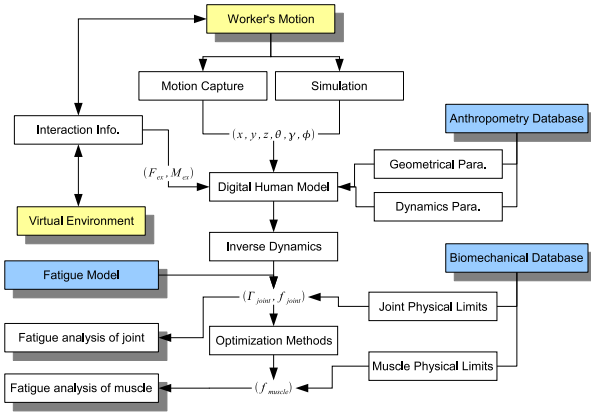 Worker's Motion
Motion Capture
Simulation
Interaction Info.
(x, y, z, θ, γ, ϕ)
Anthropometry Database
Geometrical Para.
(F_ex, M_ex)
Digital Human Model
Dynamics Para.
Virtual Environment
Inverse Dynamics
Biomechanical Database
Fatigue Model
(Γ_joint, f_joint)
Joint Physical Limits
Fatigue analysis of joint
Optimization Methods
Muscle Physical Limits
Fatigue analysis of muscle
(f_muscle)